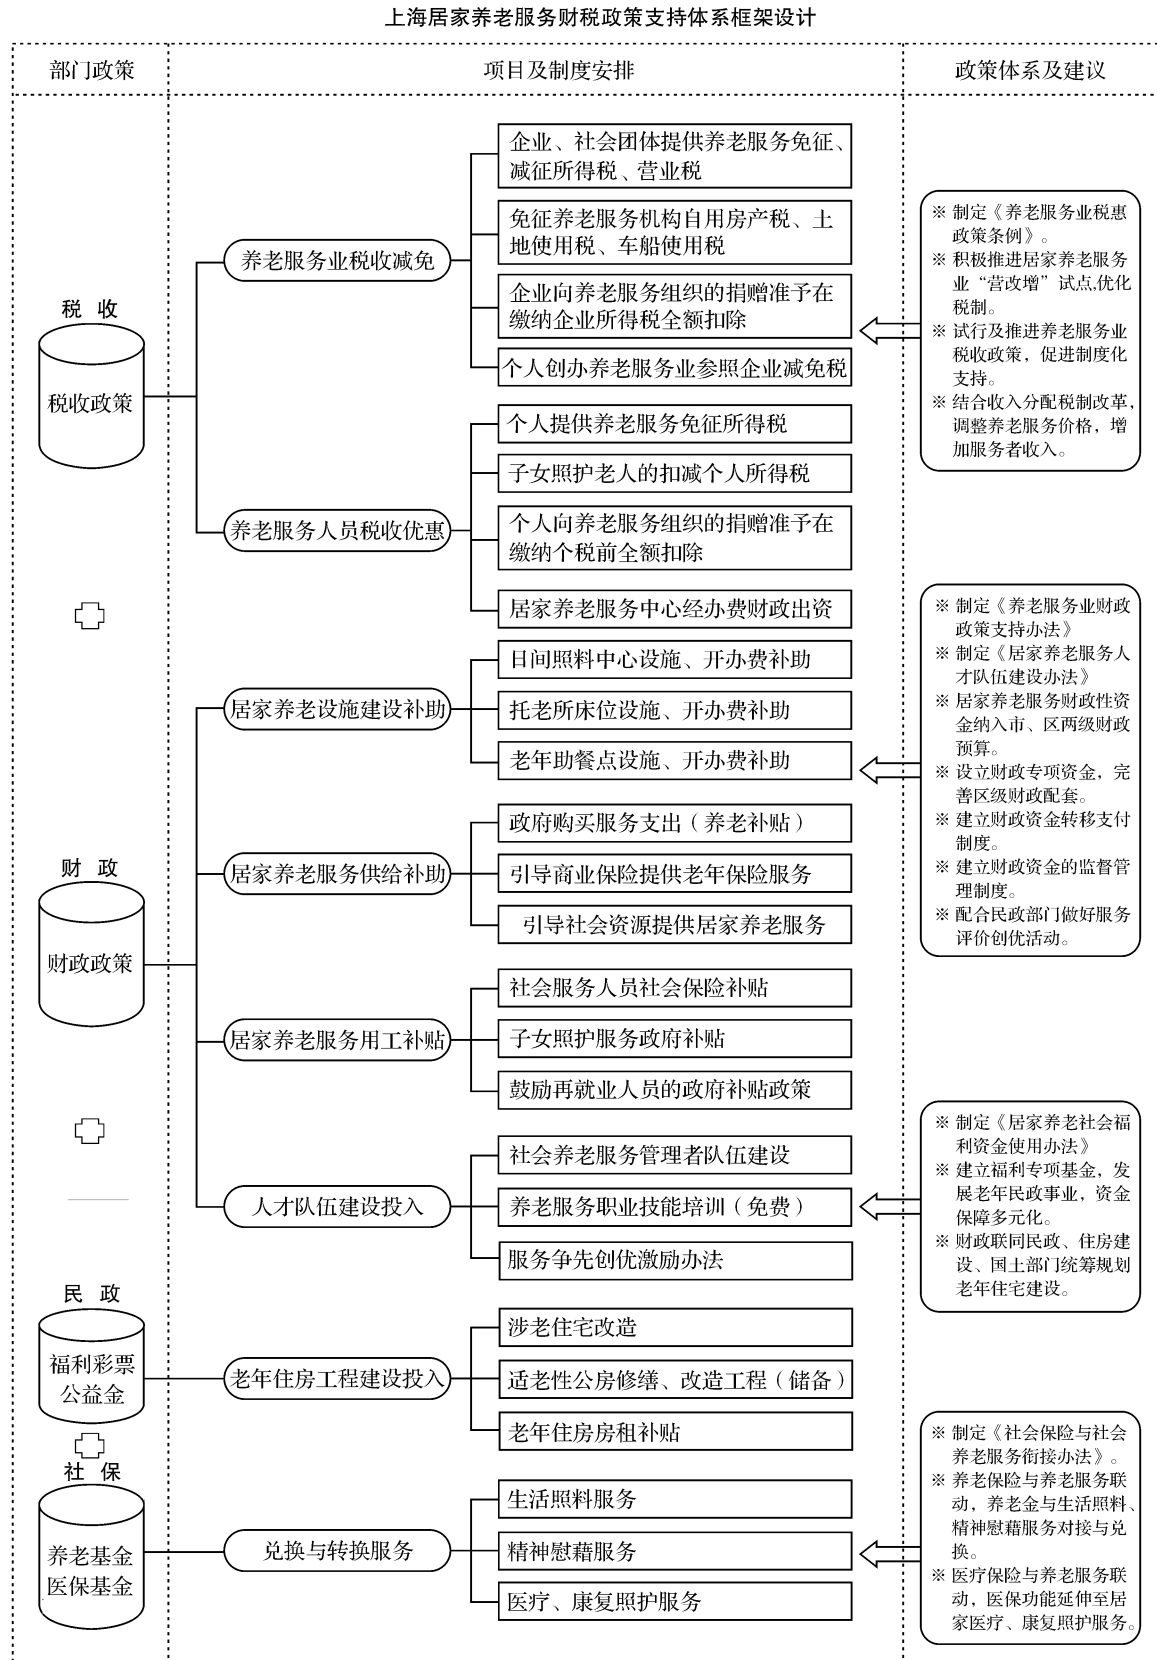 上海居家养老服务财税政策支持体系框架设计
部门政策
项目及制度安排
政策体系及建议
税 收
税收政策
养老服务业税收减免
企业、社会团体提供养老服务免征、
减征所得税、营业税
免征养老服务机构自用房产税、土
地使用税、车船使用税
企业向养老服务组织的捐赠准予在
缴纳企业所得税全额扣除
个人创办养老服务业参照企业减免税
养老服务人员税收优惠
个人提供养老服务免征所得税
子女照护老人的扣减个人所得税
个人向养老服务组织的捐赠准予在
缴纳个税前全额扣除
居家养老服务中心经办费财政出资
※ 制定《养老服务业税惠
政策条例》。
※ 积极推进居家养老服务
业“营改增”试点,优化
税制。
※ 试行及推进养老服务业
税收政策，促进制度化
支持。
※ 结合收入分配税制改革，
调整养老服务价格，增
加服务者收入。
财 政
财政政策
居家养老设施建设补助
日间照料中心设施、开办费补助
托老所床位设施、开办费补助
老年助餐点设施、开办费补助
居家养老服务供给补助
政府购买服务支出（养老补贴）
引导商业保险提供老年保险服务
引导社会资源提供居家养老服务
居家养老服务用工补贴
社会服务人员社会保险补贴
子女照护服务政府补贴
鼓励再就业人员的政府补贴政策
人才队伍建设投入
社会养老服务管理者队伍建设
养老服务职业技能培训（免费）
服务争先创优激励办法
※ 制定《养老服务业财政
政策支持办法》
※ 制定《居家养老服务人
才队伍建设办法》
※ 居家养老服务财政性资
金纳入市、区两级财政
预算。
※ 设立财政专项资金，完
善区级财政配套。
※ 建立财政资金转移支付
制度。
※ 建立财政资金的监督管
理制度。
※ 配合民政部门做好服务
评价创优活动。
民 政
福利彩票
公益金
老年住房工程建设投入
涉老住宅改造
适老性公房修缮、改造工程（储备）
老年住房房租补贴
※ 制定《居家养老社会福
利资金使用办法》
※ 建立福利专项基金，发
展老年民政事业，资金
保障多元化。
※ 财政联同民政、住房建
设、国土部门统筹规划
老年住宅建设。
社 保
养老基金
医保基金
兑换与转换服务
生活照料服务
精神慰藉服务
医疗、康复照护服务
※ 制定《社会保险与社会
养老服务衔接办法》。
※ 养老保险与养老服务联
动，养老金与生活照料、
精神慰藉服务对接与兑
换。
※ 医疗保险与养老服务联
动，医保功能延伸至居
家医疗、康复照护服务。